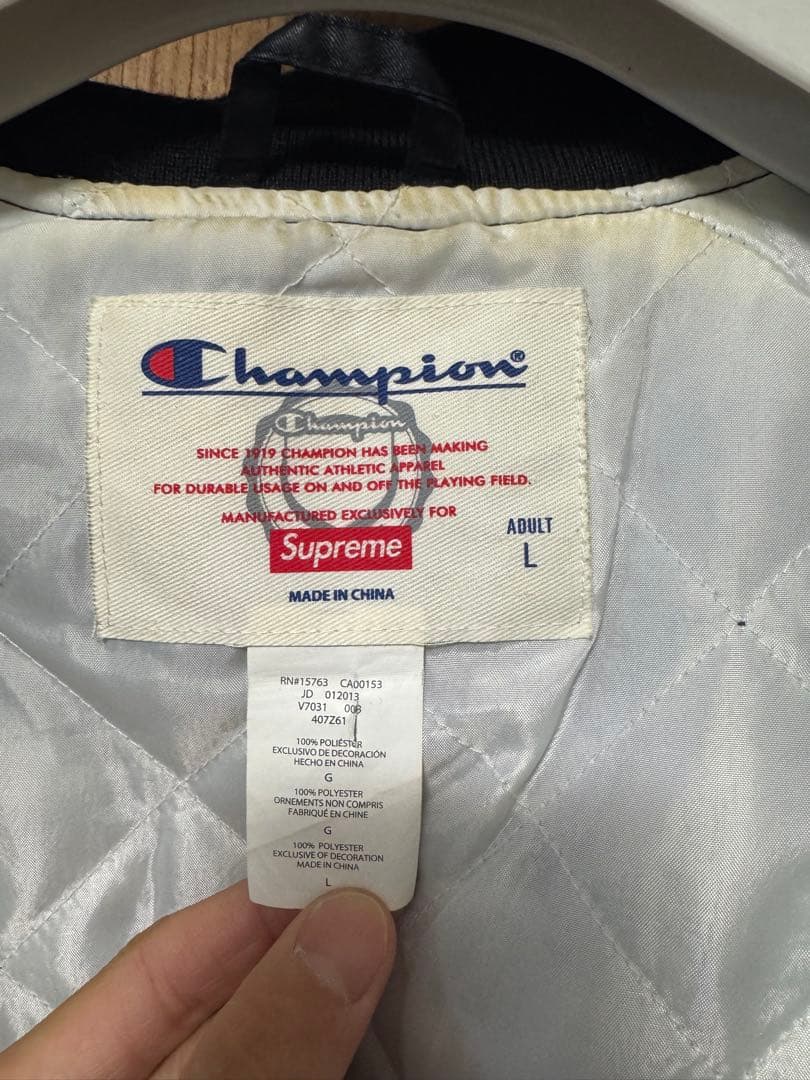 Champion®
Champion
SINCE 1919 CHAMPION HAS BEEN MAKING
AUTHENTIC ATHLETIC APPAREL
FOR DURABLE USAGE ON AND OFF THE PLAYING FIELD.
MANUFACTURED EXCLUSIVELY FOR
Supreme
ADULT
L
MADE IN CHINA
RN#15763 CA00153
JD 012013
V7031 008
407Z61
100% POLIÉSTER
EXCLUSIVO DE DECORACIÓN
HECHO EN CHINA
G
100% POLYESTER
ORNEMENTS NON COMPRIS
FABRIQUÉ EN CHINE
G
100% POLYESTER
EXCLUSIVE OF DECORATION
MADE IN CHINA
L